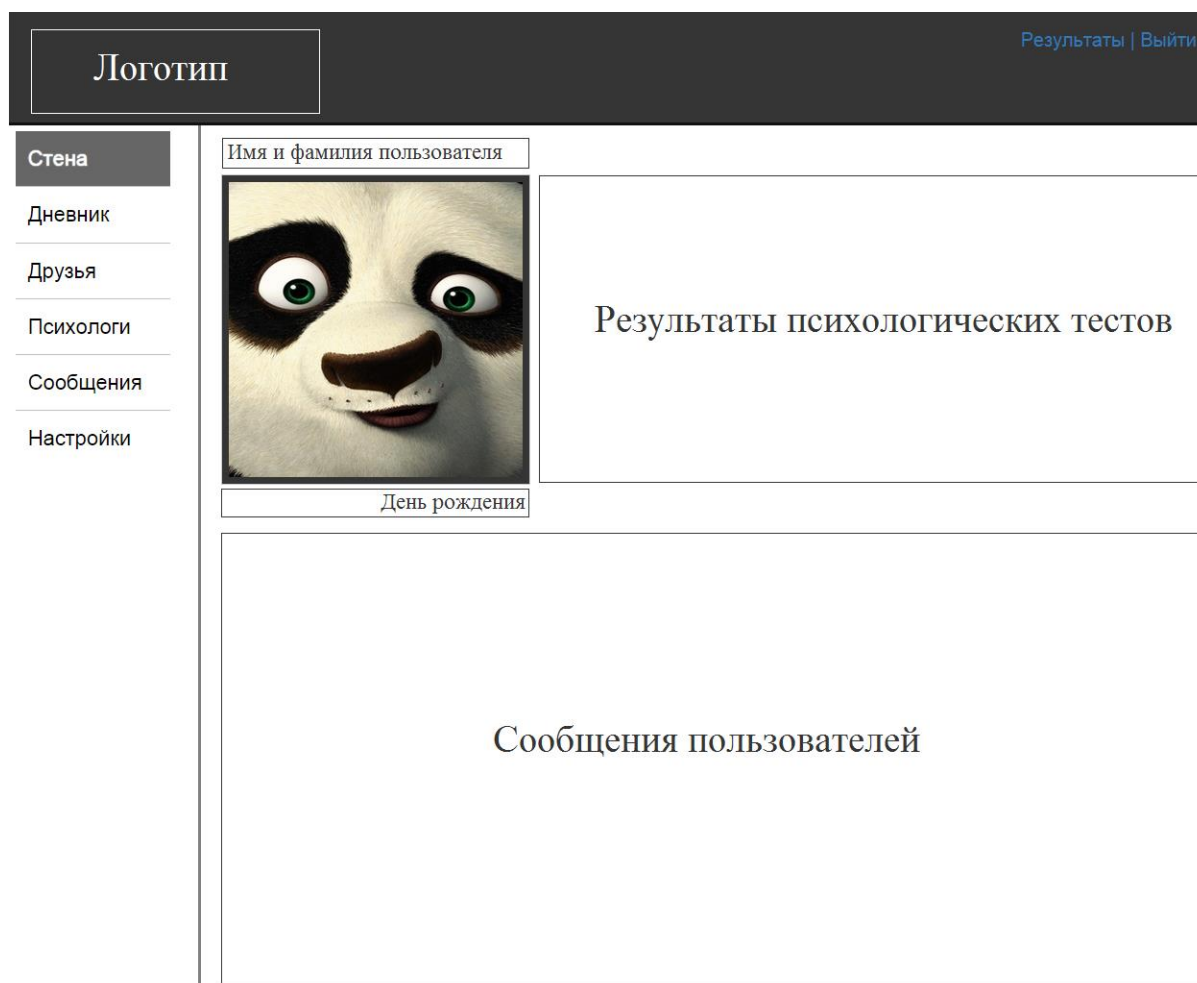 Логотип
Результаты | Выйти
Стена
Дневник
Друзья
Психологи
Сообщения
Настройки
Имя и фамилия пользователя
Результаты психологических тестов
День рождения
Сообщения пользователей